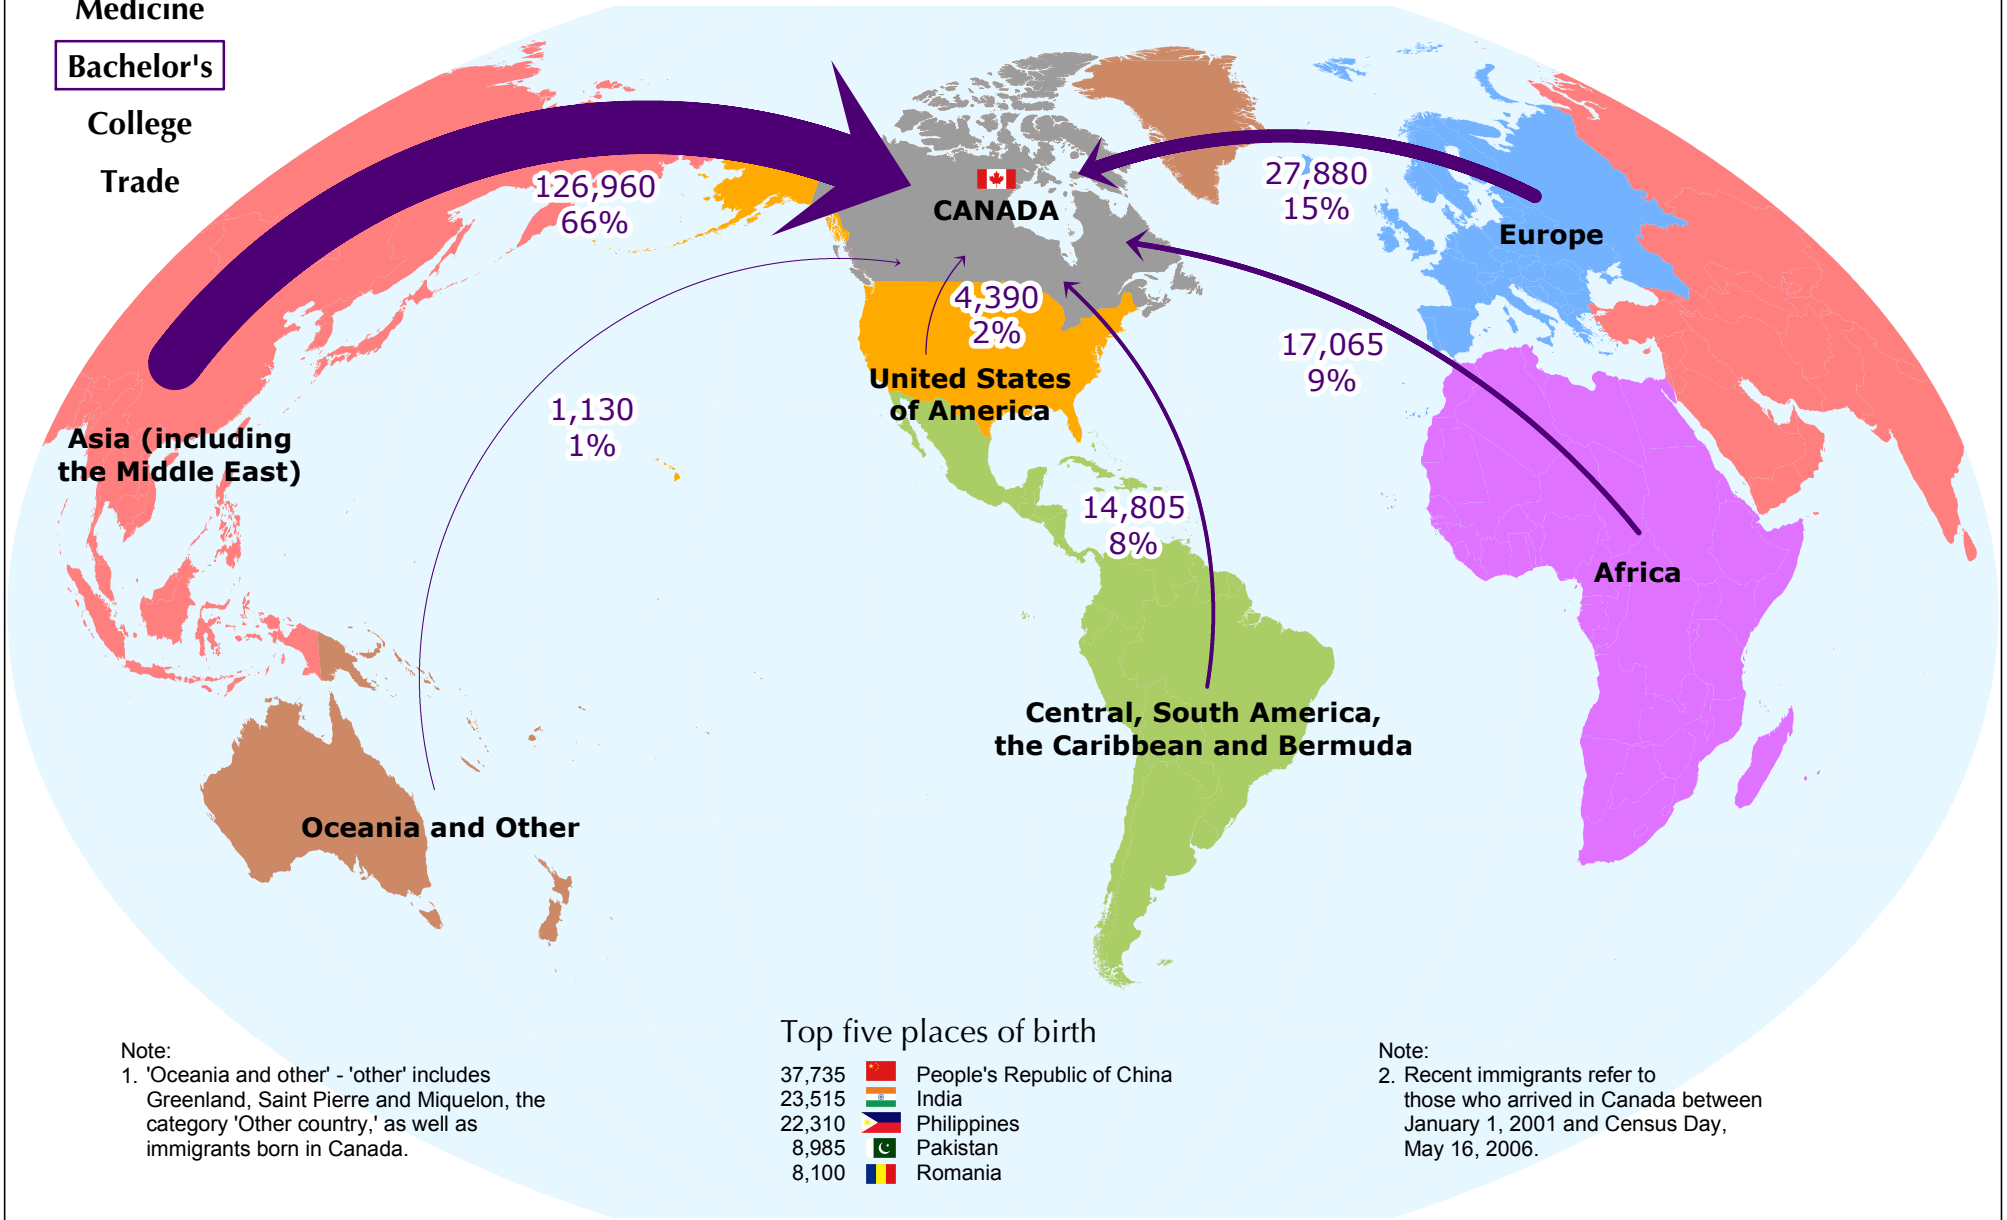 Medicine
Bachelor's
College
Trade
126,960
66%
CANADA
27,880
15%
Europe
4,390
2%
17,065
9%
United States
of America
1,130
1%
Asia (including
the Middle East)
14,805
8%
Africa
Central, South America,
the Caribbean and Bermuda
Oceania and Other
Note:
1. 'Oceania and other' - 'other' includes
Greenland, Saint Pierre and Miquelon, the
category 'Other country,' as well as
immigrants born in Canada.
Top five places of birth
37,735 People's Republic of China
23,515 India
22,310 Philippines
8,985 Pakistan
8,100 Romania
Note:
2. Recent immigrants refer to
those who arrived in Canada between
January 1, 2001 and Census Day,
May 16, 2006.